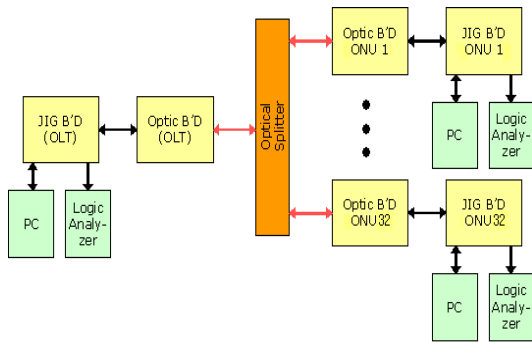 Optic B'D
ONU 1
JIG B'D
ONU 1
PC
Logic
Analy-
zer
JIG B'D
(OLT)
Optic B'D
(OLT)
Optical
Splitter
PC
Logic
Analy-
zer
Optic B'D
ONU32
JIG B'D
ONU32
PC
Logic
Analy-
zer